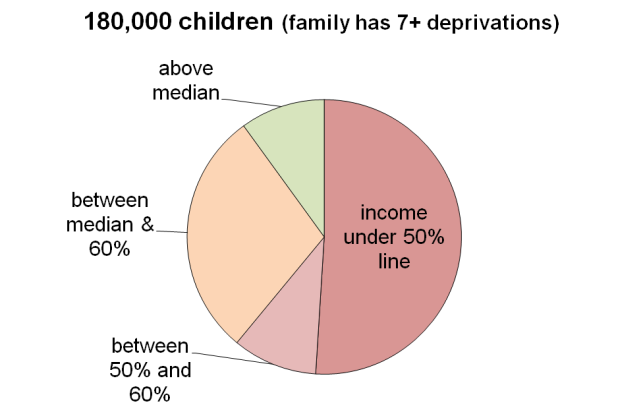 180,000 children (family has 7+ deprivations)
above
median
between
median &
60%
income
under 50%
line
between
50% and
60%